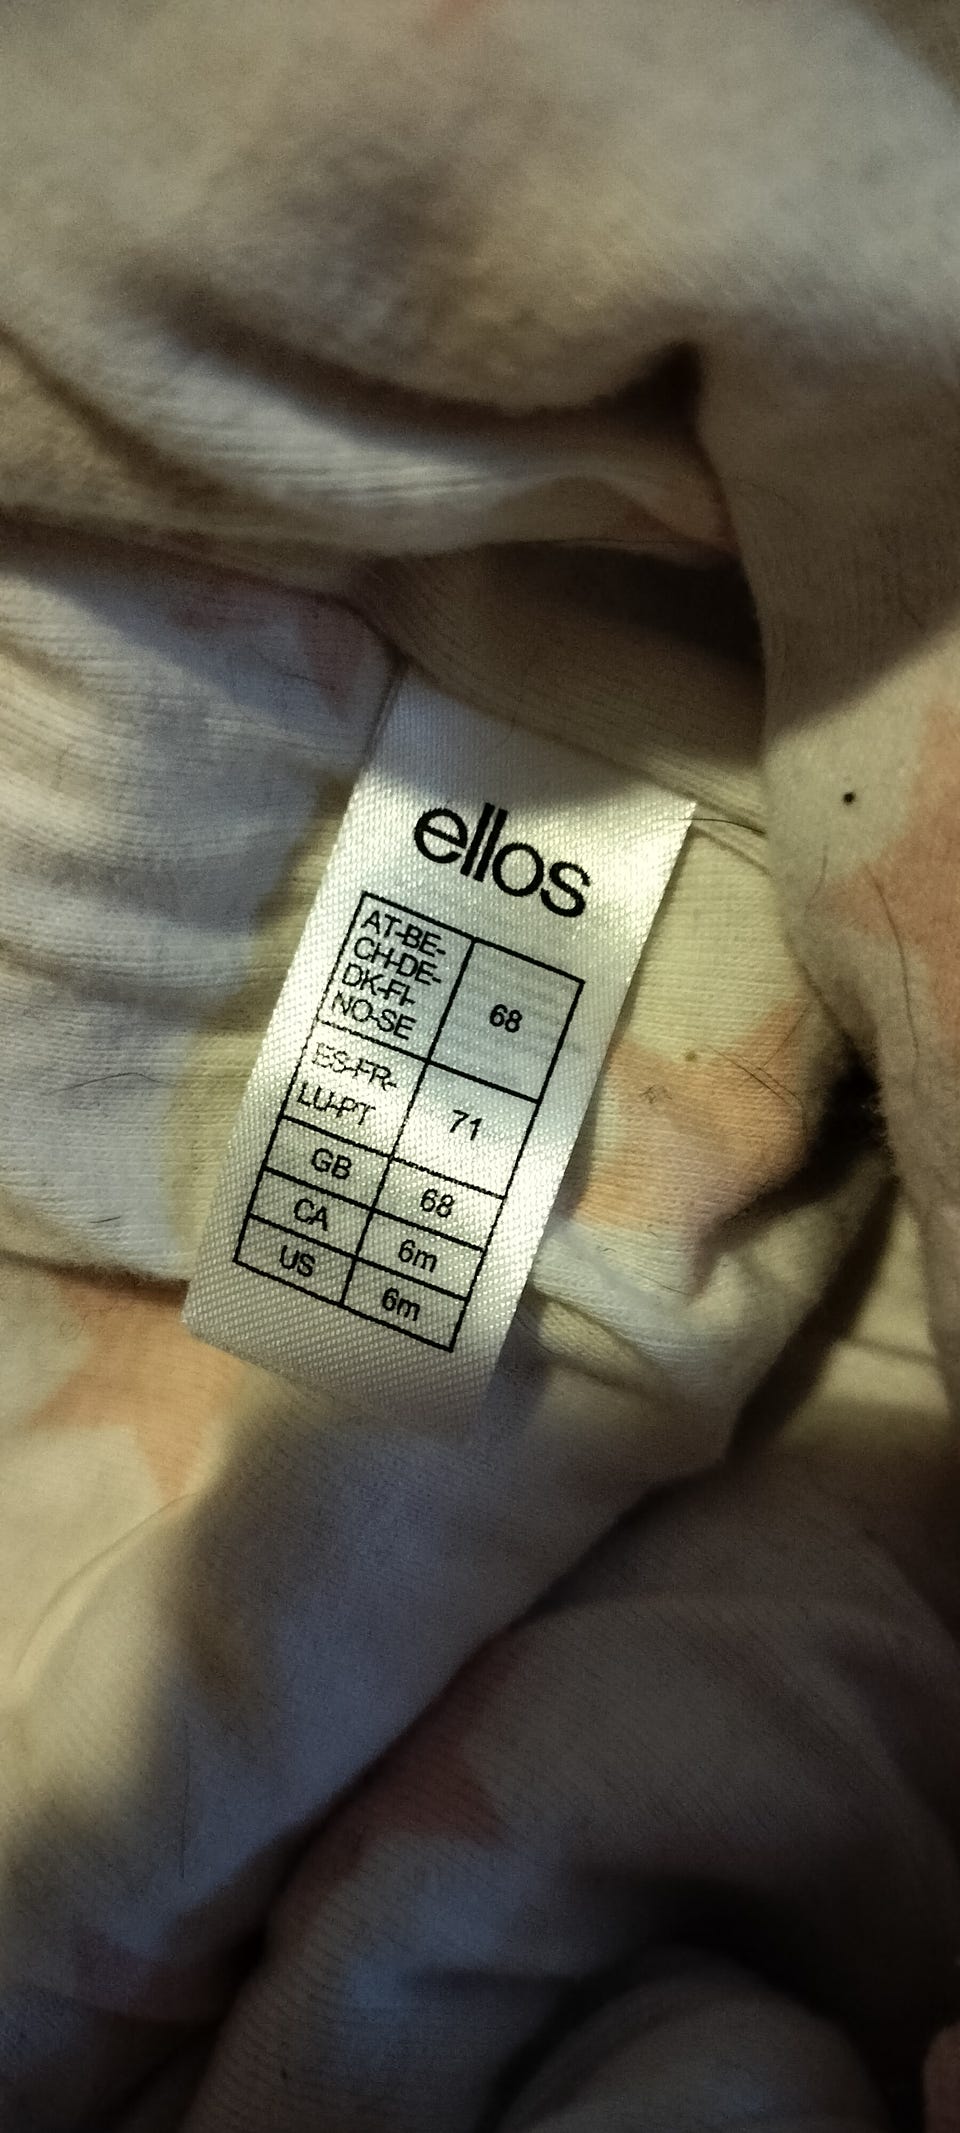 ellos
AT-BE-
CH-DE-
DK-FI-
NO-SE
68
ES-FR-
LU-PT
71
GB 68
CA 6m
US 6m